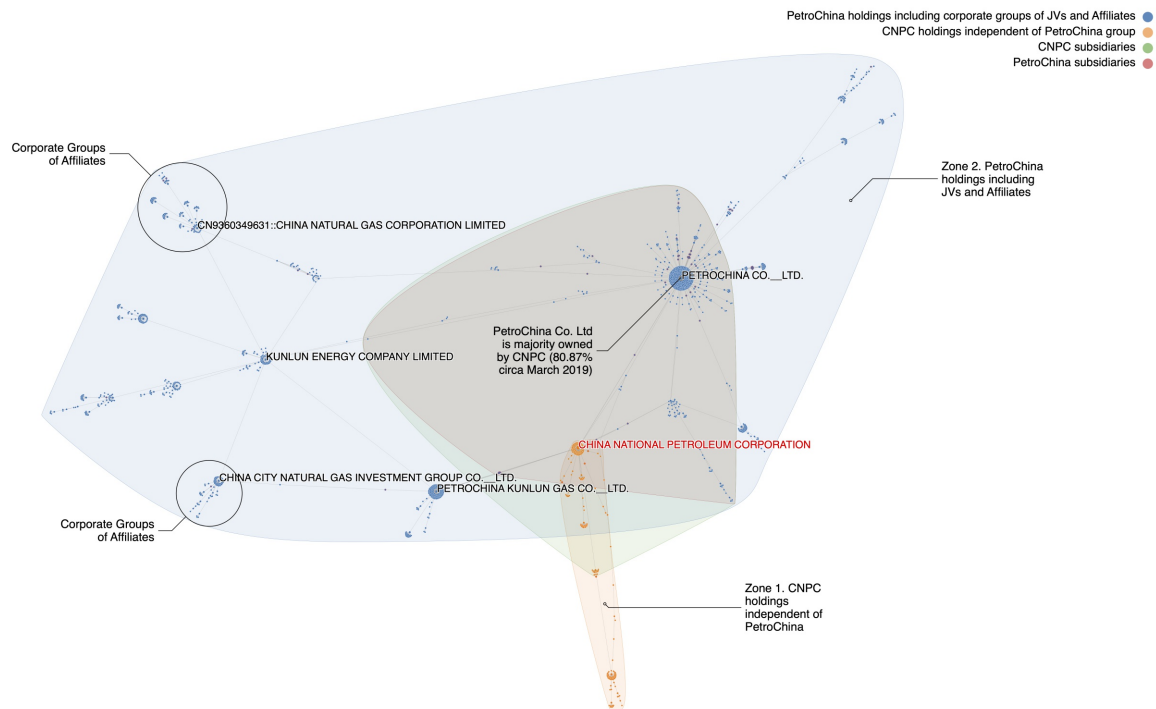 PetroChina holdings including corporate groups of JVs and Affiliates
CNPC holdings independent of PetroChina group
CNPC subsidiaries
PetroChina subsidiaries
Corporate Groups
of Affiliates
Zone 2. PetroChina
holdings including
JVs and Affiliates
CN9360349631::CHINA NATURAL GAS CORPORATION LIMITED
PETROCHINA CO.__LTD.
PetroChina Co. Ltd
is majority owned
by CNPC (80.87%
circa March 2019)
KUNLUN ENERGY COMPANY LIMITED
CHINA NATIONAL PETROLEUM CORPORATION
CHINA CITY NATURAL GAS INVESTMENT GROUP CO.__LTD.
PETROCHINA KUNLUN GAS CO.__LTD.
Corporate Groups
of Affiliates
Zone 1. CNPC
holdings
independent of
PetroChina